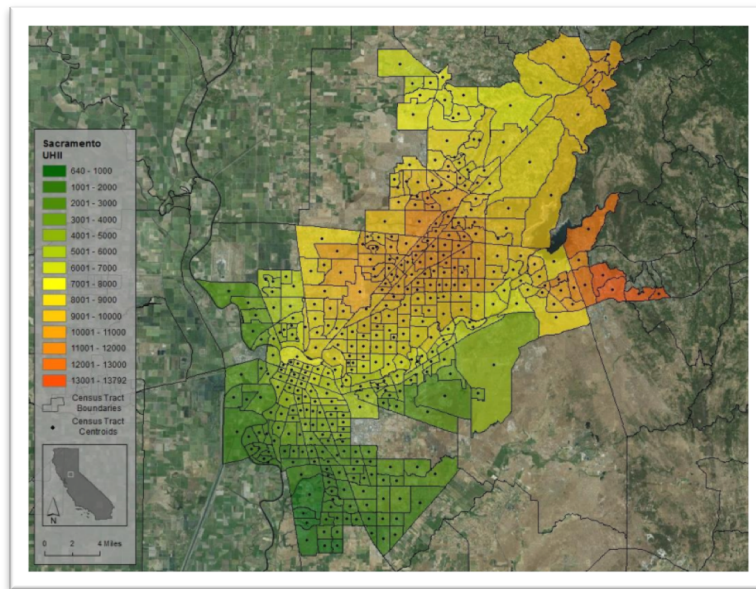 Sacramento
UHII
640 - 1000
1001 - 2000
2001 - 3000
3001 - 4000
4001 - 5000
5001 - 6000
6001 - 7000
7001 - 8000
8001 - 9000
9001 - 10000
10001 - 11000
11001 - 12000
12001 - 13000
13001 - 13792
Census Tract
Boundaries
Census Tract
Centroids
N
0 2 4 Miles